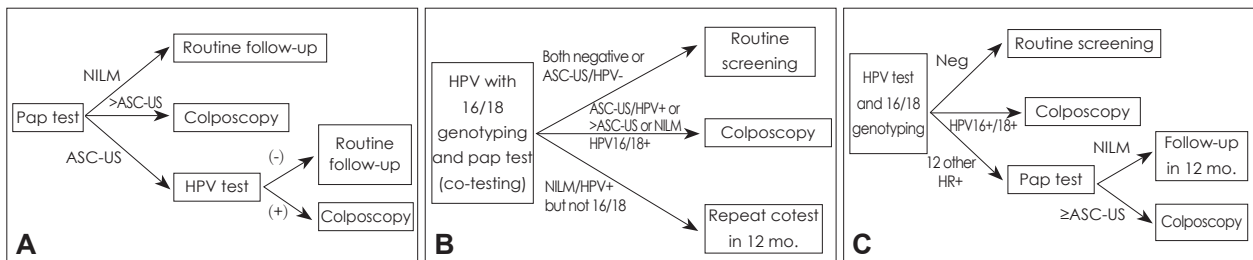 Pap test
NILM
Routine follow-up
>ASC-US
Colposcopy
ASC-US
HPV test
(-)
Routine
follow-up
(+)
Colposcopy
A
HPV with
16/18
genotyping
and pap test
(co-testing)
Both negative or
ASC-US/HPV-
Routine
screening
ASC-US/HPV+ or
>ASC-US or NILM
HPV16/18+
Colposcopy
NILM/HPV+
but not 16/18
Repeat cotest
in 12 mo.
B
HPV test
and 16/18
genotyping
Neg
Routine screening
HPV16+/18+
Colposcopy
12 other
HR+
Pap test
NILM
Follow-up
in 12 mo.
≥ASC-US
Colposcopy
C